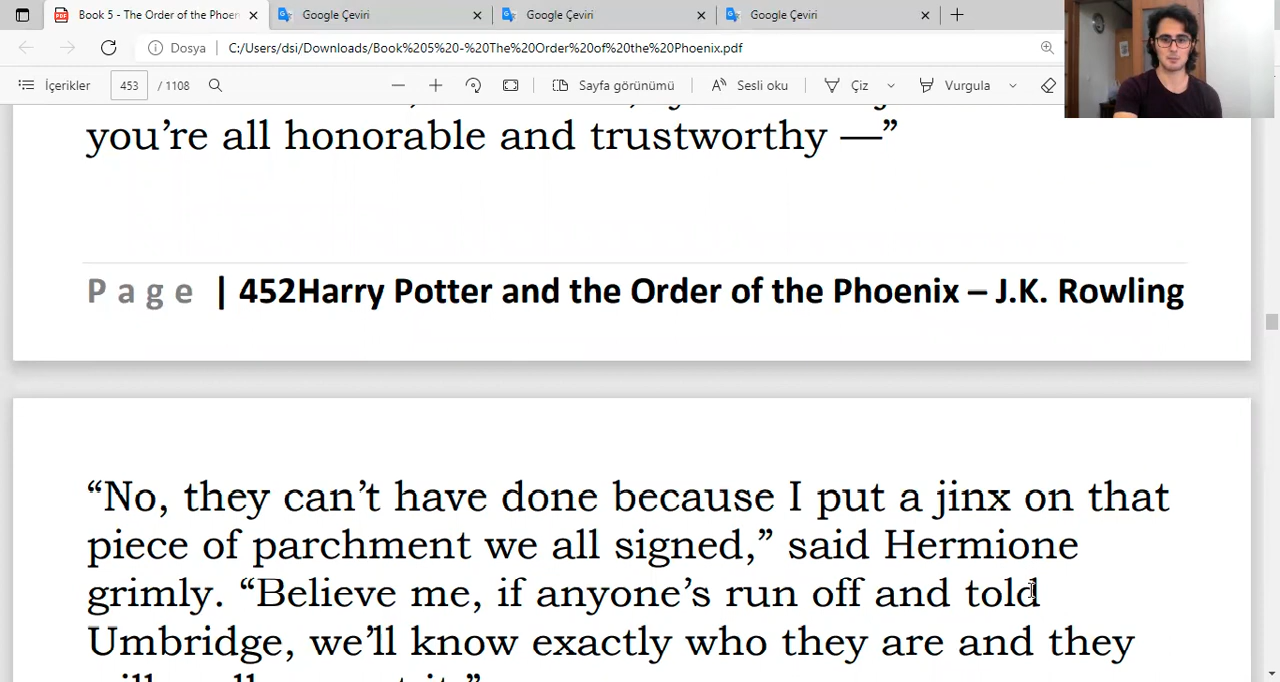 Book 5 - The Order of the Phoen
Google Çeviri
Google Çeviri
Google Çeviri
Dosya
C:/Users/dsi/Downloads/Book%205%20-%20The%20Order%20of%20the%20Phoenix.pdf
İçerikler
453
/ 1108
Sayfa görünümü
Sesli oku
Çiz
Vurgula
you’re all honorable and trustworthy —”
Page | 452Harry Potter and the Order of the Phoenix – J.K. Rowling
“No, they can’t have done because I put a jinx on that
piece of parchment we all signed,” said Hermione
grimly. “Believe me, if anyone’s run off and told
Umbridge, we’ll know exactly who they are and they